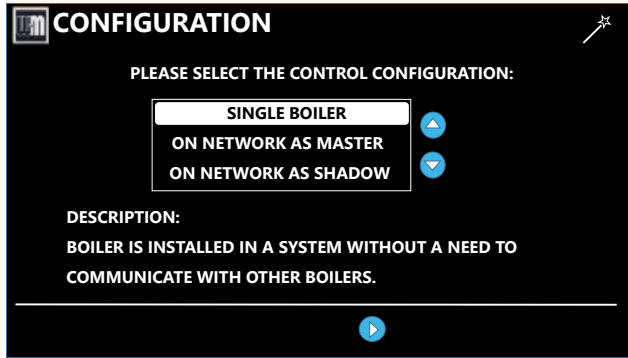 CONFIGURATION
PLEASE SELECT THE CONTROL CONFIGURATION:
SINGLE BOILER
ON NETWORK AS MASTER
ON NETWORK AS SHADOW
DESCRIPTION:
BOILER IS INSTALLED IN A SYSTEM WITHOUT A NEED TO
COMMUNICATE WITH OTHER BOILERS.